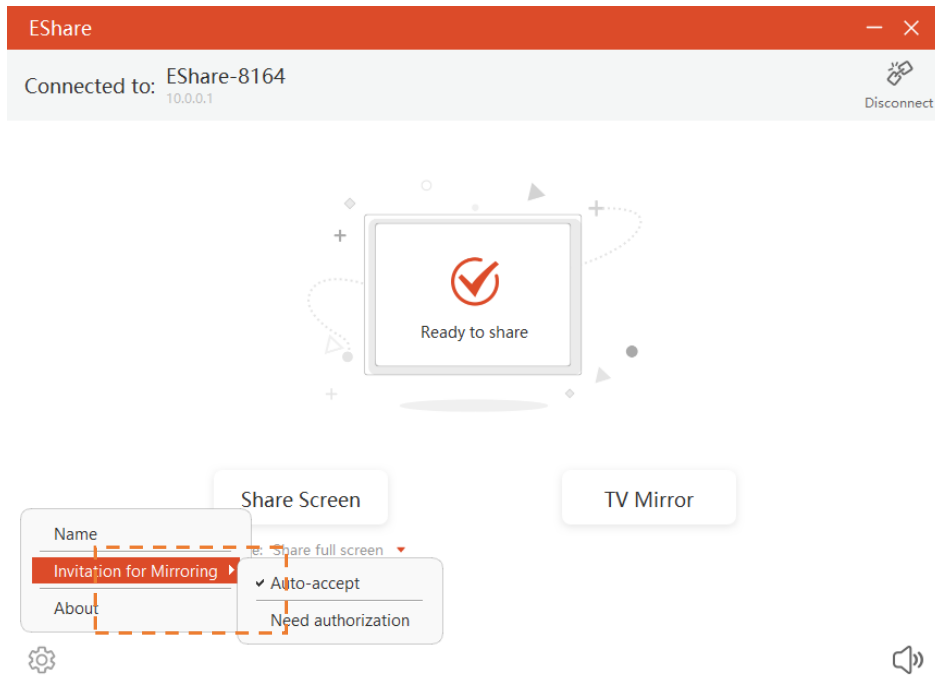 EShare
Connected to: EShare-8164
10.0.0.1
Disconnect
Ready to share
Share Screen
TV Mirror
Name
e: Share full screen
Invitation for Mirroring
Auto-accept
About
Need authorization